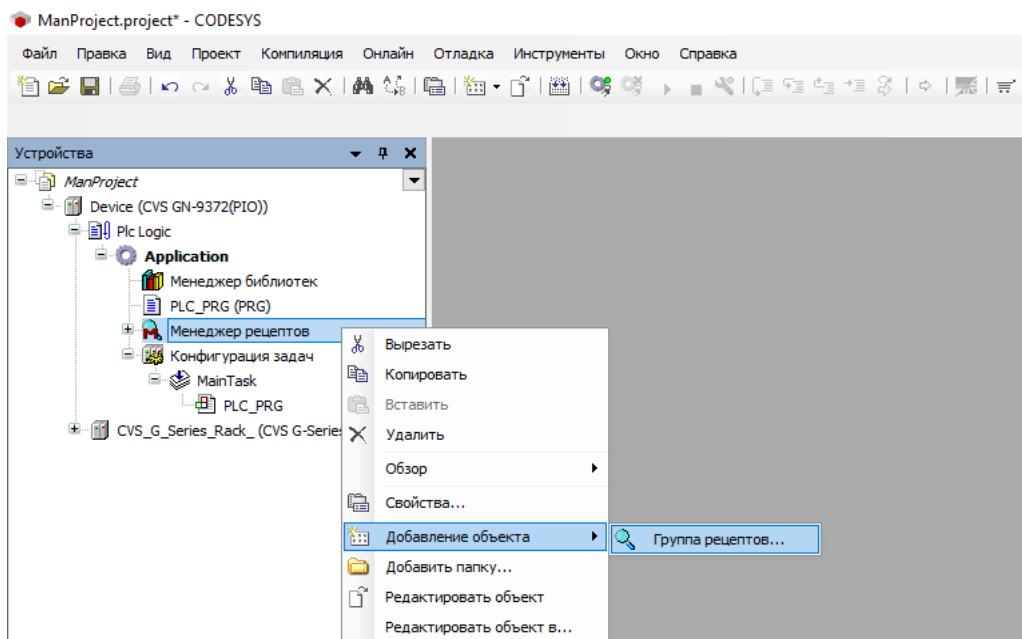 ManProject.project* - CODESYS
Файл Правка Вид Проект Компиляция Онлайн Отладка Инструменты Окно Справка
Устройства
ManProject
Device (CVS GN-9372(PIO))
Plc Logic
Application
Менеджер библиотек
PLC_PRG (PRG)
Менеджер рецептов
Конфигурация задач
MainTask
PLC_PRG
CVS_G_Series_Rack_ (CVS G-Series
Вырезать
Копировать
Вставить
Удалить
Обзор
Свойства...
Добавление объекта
Группа рецептов...
Добавить папку...
Редактировать объект
Редактировать объект в...